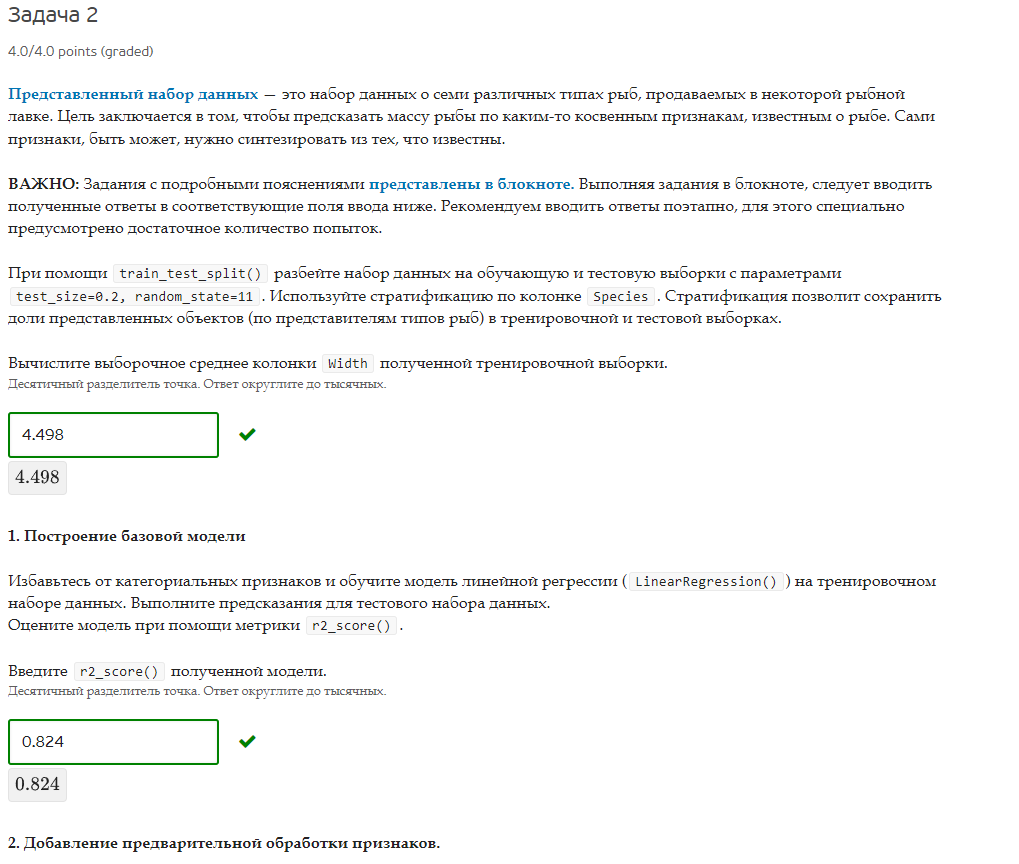 Задача 2
4.0/4.0 points (graded)
Представленный набор данных — это набор данных о семи различных типах рыб, продаваемых в некоторой рыбной
лавке. Цель заключается в том, чтобы предсказать массу рыбы по каким-то косвенным признакам, известным о рыбе. Сами
признаки, быть может, нужно синтезировать из тех, что известны.
ВАЖНО: Задания с подробными пояснениями представлены в блокноте. Выполняя задания в блокноте, следует вводить
полученные ответы в соответствующие поля ввода ниже. Рекомендуем вводить ответы поэтапно, для этого специально
предусмотрено достаточное количество попыток.
При помощи train_test_split() разбейте набор данных на обучающую и тестовую выборки с параметрами
test_size=0.2, random_state=11 . Используйте стратификацию по колонке Species . Стратификация позволит сохранить
доли представленных объектов (по представителям типов рыб) в тренировочной и тестовой выборках.
Вычислите выборочное среднее колонки Width полученной тренировочной выборки.
Десятичный разделитель точка. Ответ округлите до тысячных.
4.498
4.498
1. Построение базовой модели
Избавьтесь от категориальных признаков и обучите модель линейной регрессии ( LinearRegression() ) на тренировочном
наборе данных. Выполните предсказания для тестового набора данных.
Оцените модель при помощи метрики r2_score() .
Введите r2_score() полученной модели.
Десятичный разделитель точка. Ответ округлите до тысячных.
0.824
0.824
2. Добавление предварительной обработки признаков.